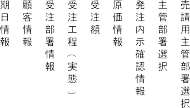 売請用主管部署選択
主管部署選択
発注内示確認情報
原価情報
受注額
受注工程（実態）
受注部署情報
顧客情報
期日情報